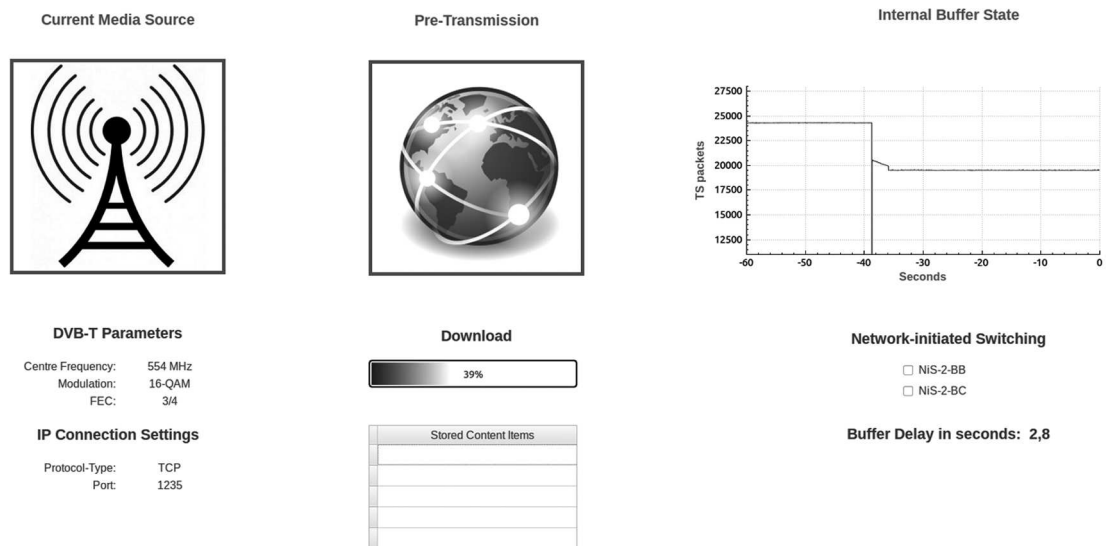 Current Media Source
Pre-Transmission
Internal Buffer State
27500
25000
22500
20000
17500
15000
12500
TS packets
-60 -50 -40 -30 -20 -10 0
Seconds
DVB-T Parameters
Centre Frequency: 554 MHz
Modulation: 16-QAM
FEC: 3/4
IP Connection Settings
Protocol-Type: TCP
Port: 1235
Download
39%
Stored Content Items
Network-initiated Switching
NiS-2-BB
NiS-2-BC
Buffer Delay in seconds: 2,8